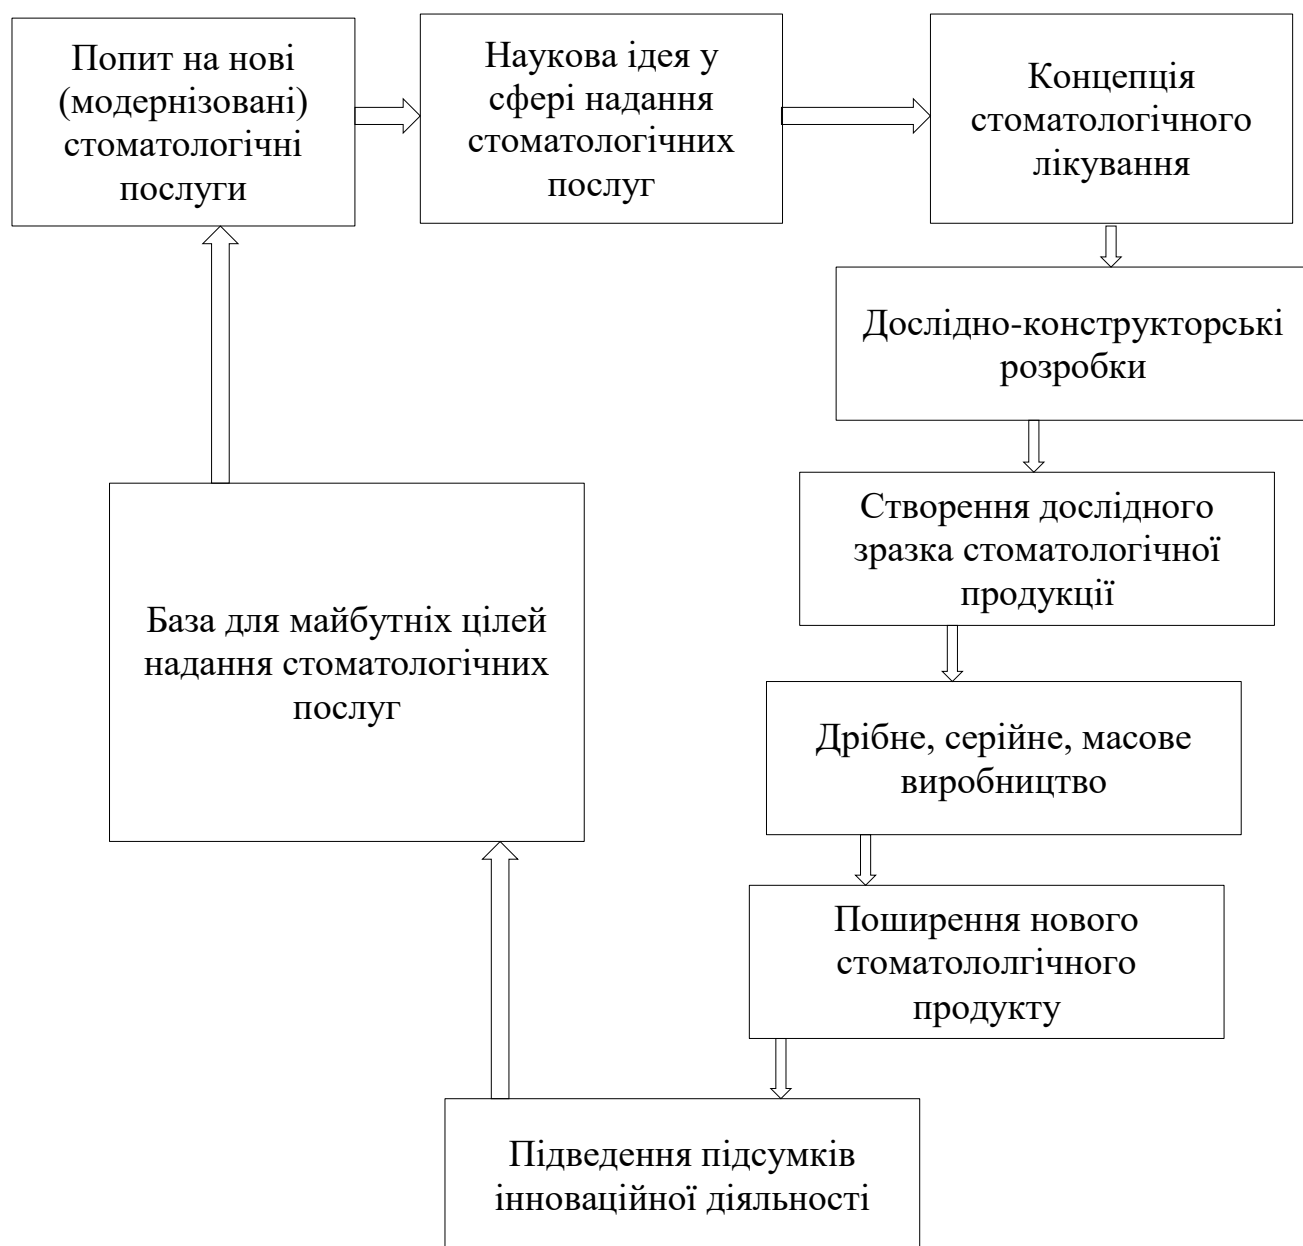 Попит на нові
(модернізовані)
стоматологічні
послуги
Наукова ідея у
сфері надання
стоматологічних
послуг
Концепція
стоматологічного
лікування
Дослідно-конструкторські
розробки
Створення дослідного
зразка стоматологічної
продукції
Дрібне, серійне, масове
виробництво
Поширення нового
стоматололгічного
продукту
Підведення підсумків
інноваційної діяльності
База для майбутніх цілей
надання стоматологічних
послуг